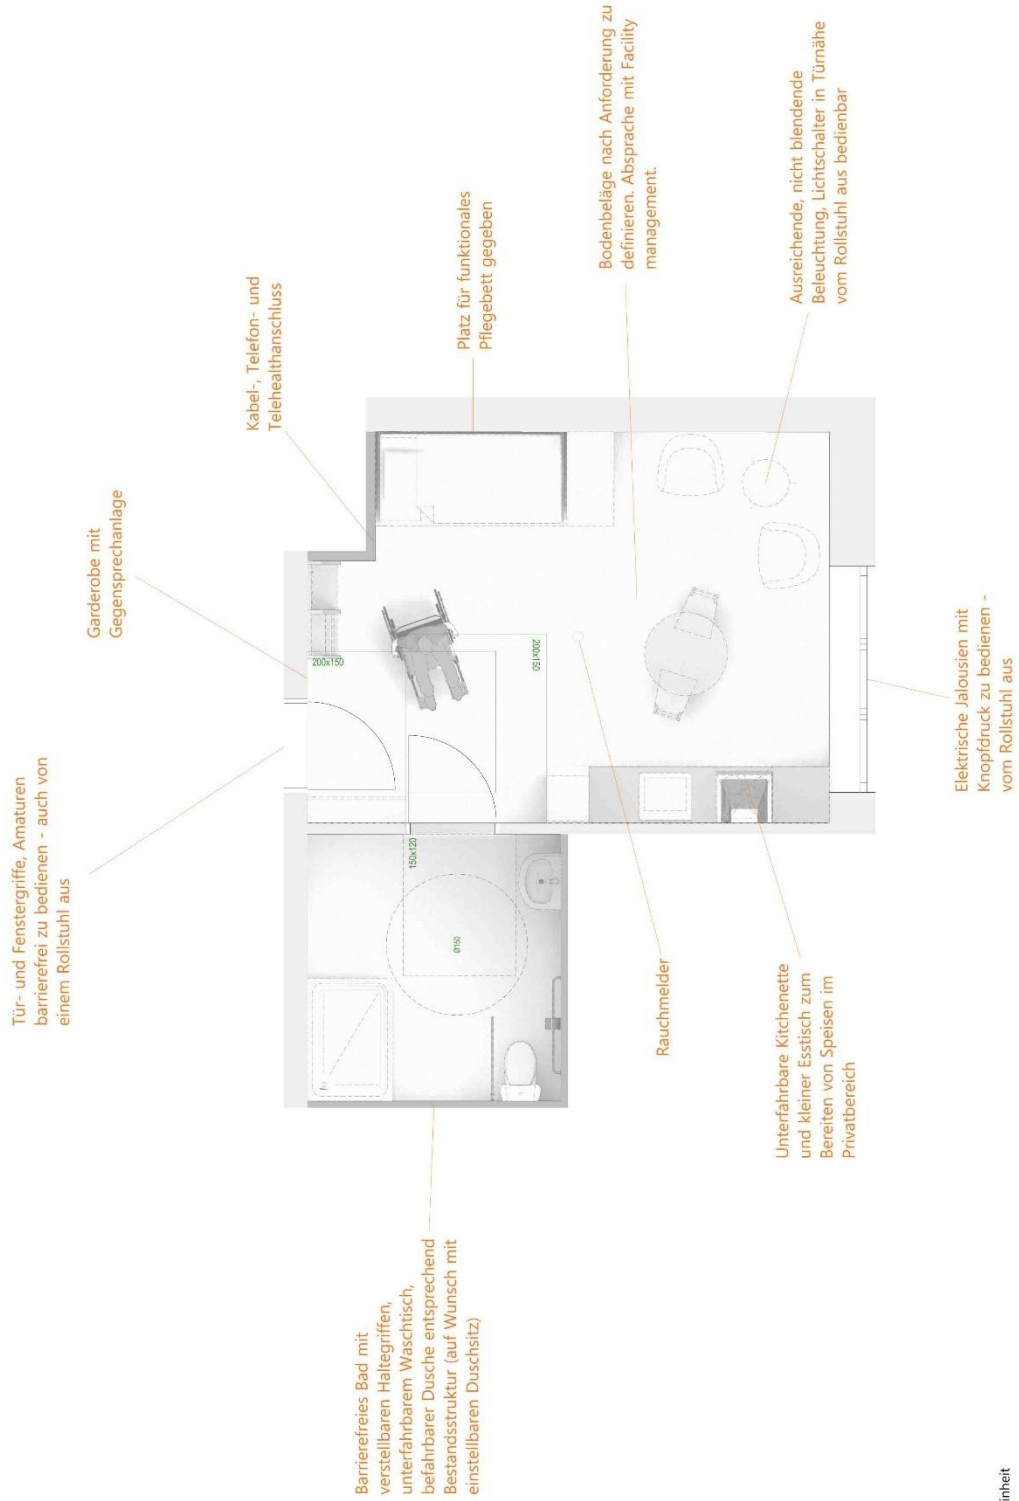 Tür- und Fenstergriffe, Amaturen
barrierefrei zu bedienen - auch von
einem Rollstuhl aus
Garderobe mit
Gegensprechanlage
Kabel-, Telefon- und
Telehealthanschluss
Platz für funktionales
Pflegebett gegeben
Bodenbeläge nach Anforderung zu
definieren. Absprache mit Facility
management.
Ausreichende, nicht blendende
Beleuchtung, Lichtschalter in Türnähe
vom Rollstuhl aus bedienbar
200x150
200x150
150x120
Ø150
Barrierefreies Bad mit
verstellbaren Haltegriffen,
unterfahrbarem Waschtisch,
befahrbarer Dusche entsprechend
Bestandsstruktur (auf Wunsch mit
einstellbaren Duschsitz)
Rauchmelder
Unterfahrbare Kitchenette
und kleiner Esstisch zum
Bereiten von Speisen im
Privatbereich
Elektrische Jalousien mit
Knopfdruck zu bedienen -
vom Rollstuhl aus
inheit